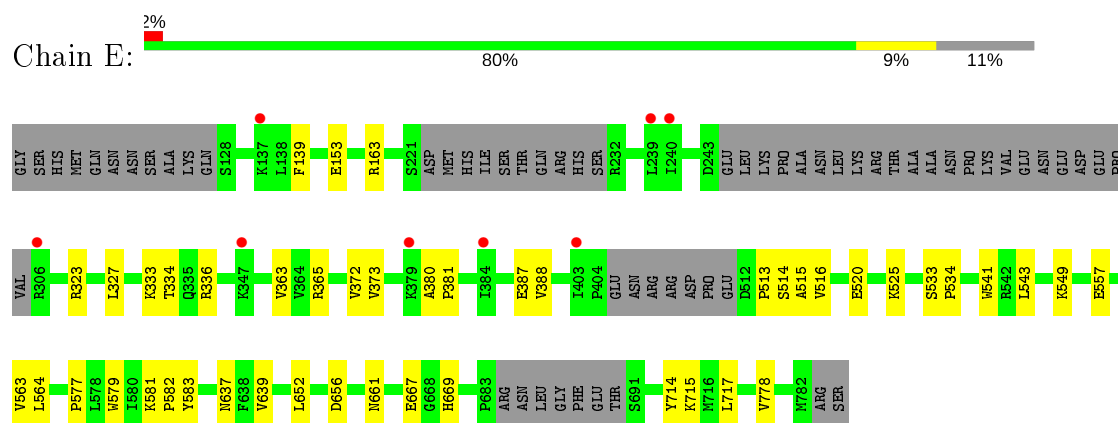 2%
Chain E:
80% 9% 11%
GLY SER HIS MET GLN ASN ASN SER ALA LYS GLN S128 K137 L138 F139 E153 R163 S221 ASP MET HIS ILE SER THR GLN ARG HIS SER R232 L239 I240 D243 GLU LEU LYS PRO ALA ASN LEU LYS ARG THR ALA ALA ASN PRO LYS VAL GLU ASN GLU ASP GLU PRO
VAL R306 R323 L327 K333 T334 Q335 R336 K347 V363 V364 R365 V372 V373 K379 A380 P381 I384 E387 V388 I403 P404 GLU ASN ARG ARG ASP PRO GLU D512 P513 S514 A515 V516 E520 K525 S533 P534 W541 R542 L543 K549 E557
V563 L564 P577 L578 W579 I580 K581 P582 Y583 N637 F638 V639 L652 D656 N661 E667 G668 H669 P683 ARG ASN LEU GLY PHE GLU THR S691 Y714 K715 M716 L717 V778 M782 ARG SER